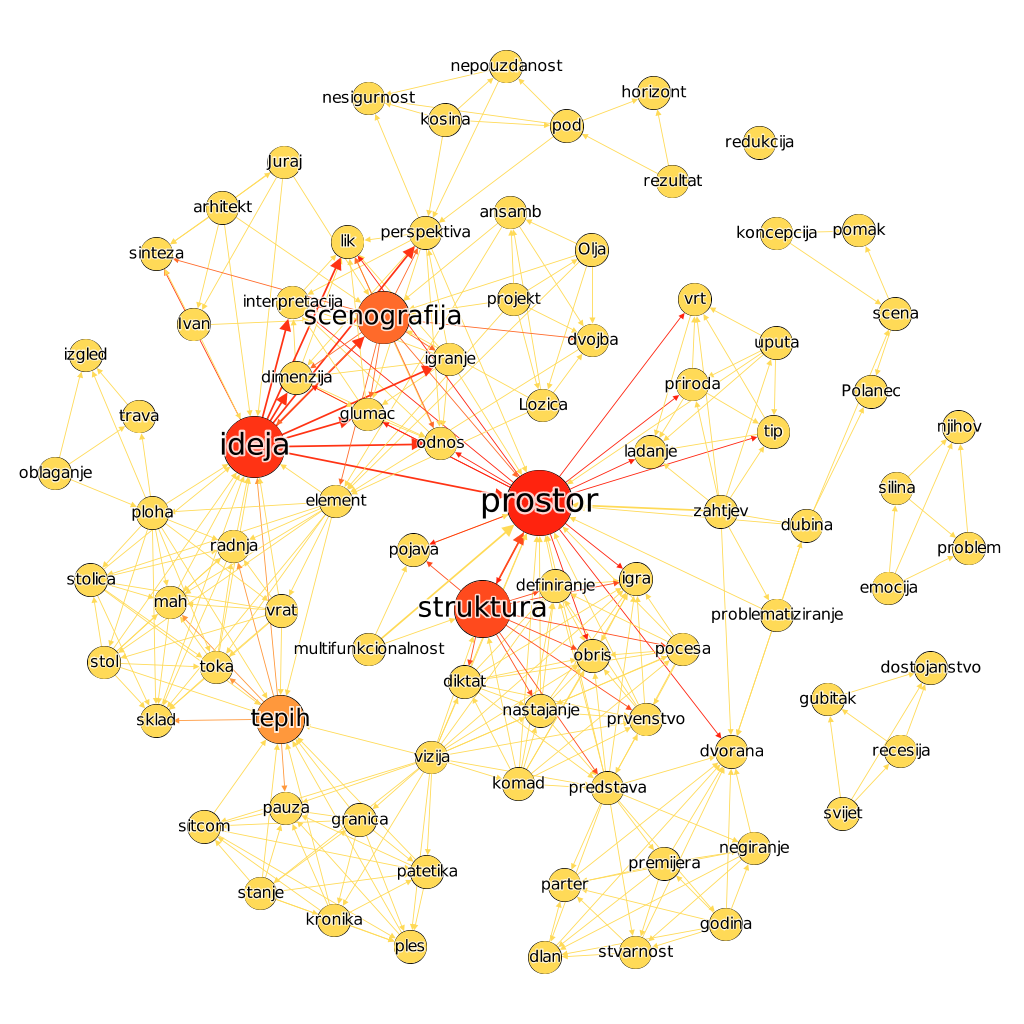 nepouzdanost
nesigurnost
horizont
kosina
pod
redukcija
Juraj
rezultat
arhitekt
ansamb
lik
perspektiva
koncepcija
pomak
sinteza
Olja
interpretacija
projekt
vrt
scenografija
scena
Ivan
dvojba
uputa
izgled
igranje
dimenzija
priroda
Polanec
Lozica
trava
glumac
njihov
tip
ideja
odnos
ladanje
oblaganje
silina
element
prostor
ploha
zahtjev
dubina
radnja
pojava
problem
stolica
definiranje
igra
emocija
mah
vrat
struktura
problematiziranje
multifunkcionalnost
obris
pocesa
stol
toka
dostojanstvo
diktat
gubitak
sklad
tepih
nastajanje
prvenstvo
dvorana
recesija
vizija
komad
predstava
pauza
svijet
sitcom
granica
negiranje
premijera
patetika
parter
stanje
kronika
godina
ples
stvarnost
dlan